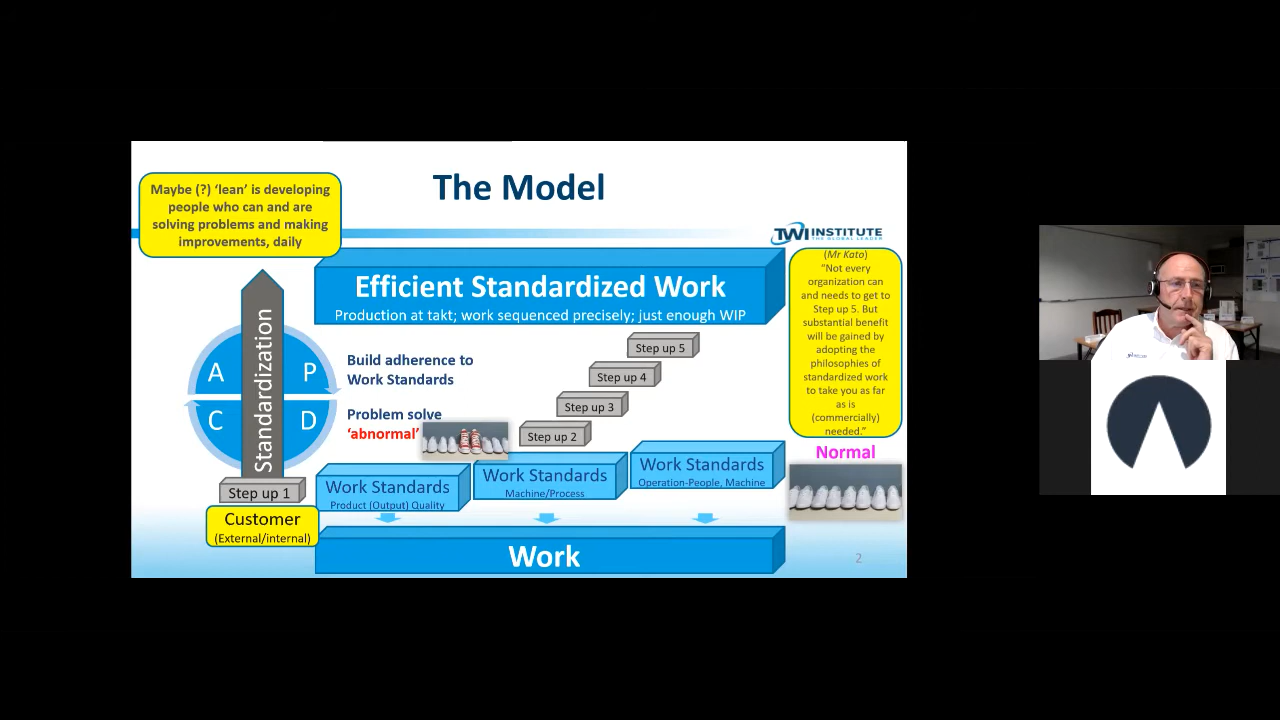 The Model
Maybe (?) ‘lean’ is developing
people who can and are
solving problems and making
improvements, daily
TWI INSTITUTE
THE GLOBAL LEADER
Efficient Standardized Work
Production at takt; work sequenced precisely; just enough WIP
(Mr Kato)
“Not every
organization can
and needs to get to
Step up 5. But
substantial benefit
will be gained by
adopting the
philosophies of
standardized work
to take you as far
as is
(commercially)
needed.”
Standardization
A
P
C
D
Build adherence to
Work Standards
Problem solve
‘abnormal’
Step up 5
Step up 4
Step up 3
Step up 2
Step up 1
Normal
Work Standards
Product (Output) Quality
Work Standards
Machine/Process
Work Standards
Operation-People, Machine
Customer
(External/internal)
Work
2